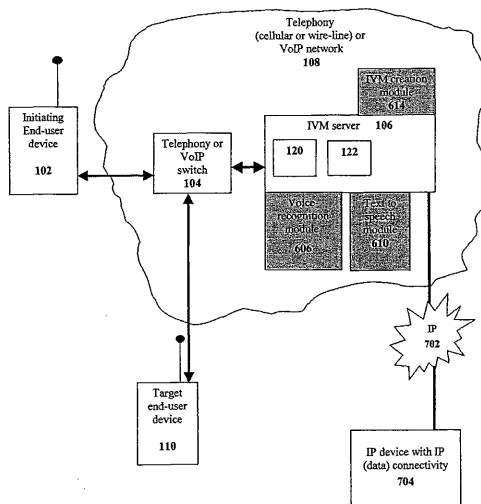 Telephony
(cellular or wire-line) or
VoIP network
108
IVM creation
module
614
Initiating
End-user
device
102
Telephony or
VoIP
switch
104
IVM server 106
120
122
Voice
recognition
module
606
Text to
speech
module
610
IP
702
Target
end-user
device
110
IP device with IP
(data) connectivity
704